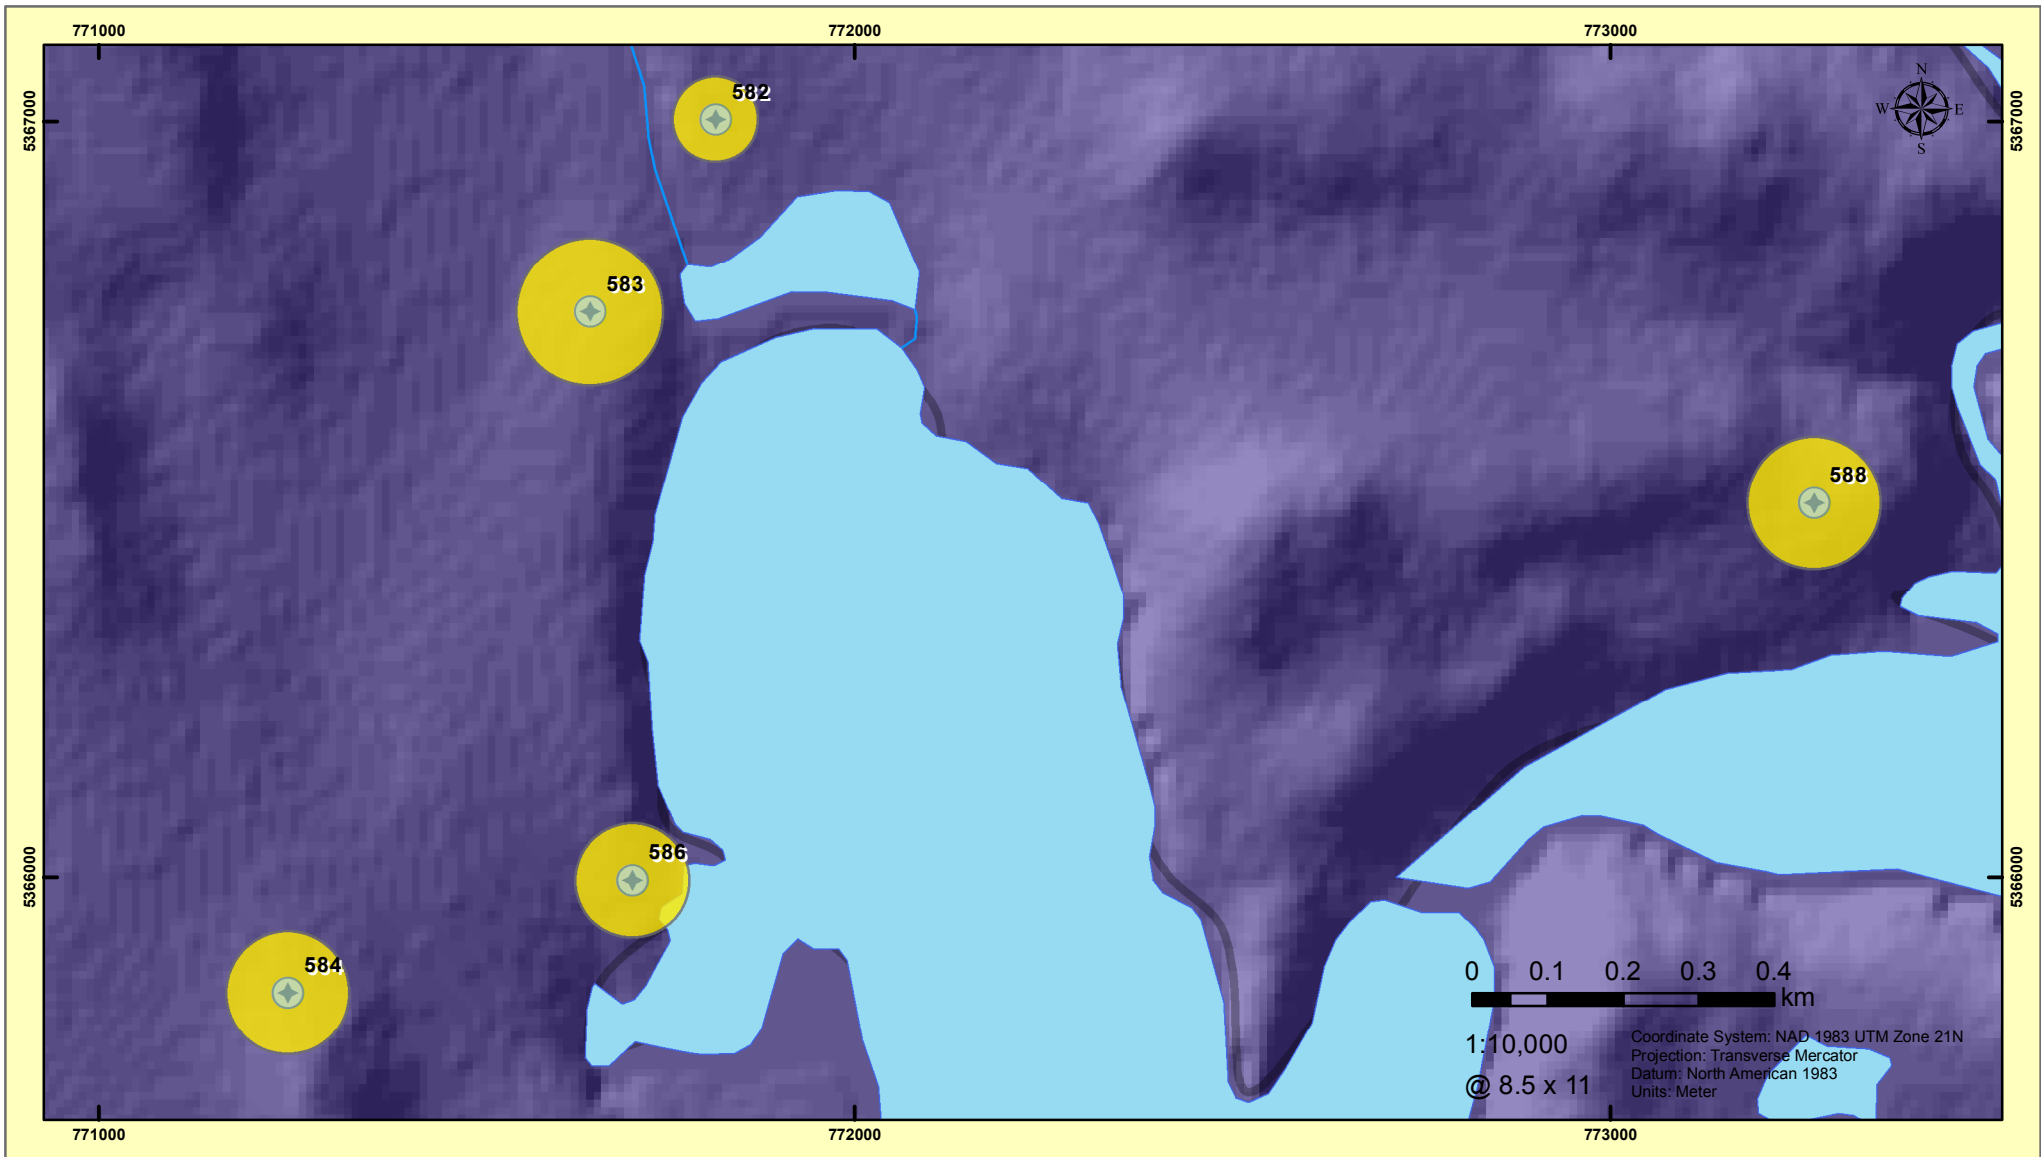 771000 772000 773000
N
W E
S
5367000 5367000
582
583
588
586
584
5366000 5366000
0 0.1 0.2 0.3 0.4
km
1:10,000
@ 8.5 x 11
Coordinate System: NAD 1983 UTM Zone 21N
Projection: Transverse Mercator
Datum: North American 1983
Units: Meter
771000 772000 773000